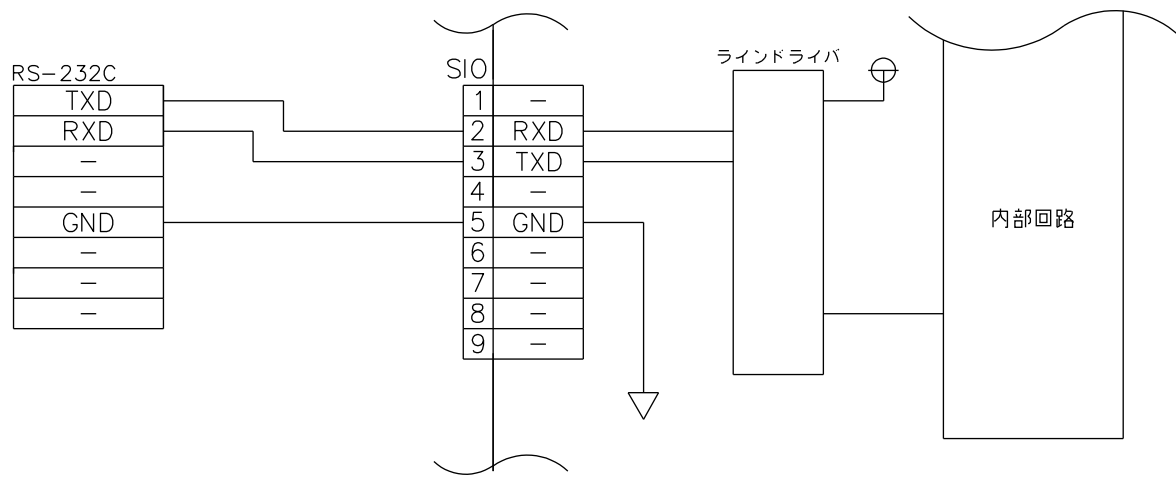 RS-232C
TXD
RXD
-
-
GND
-
-
-
SIO
1 -
2 RXD
3 TXD
4 -
5 GND
6 -
7 -
8 -
9 -
ラインドライバ
内部回路